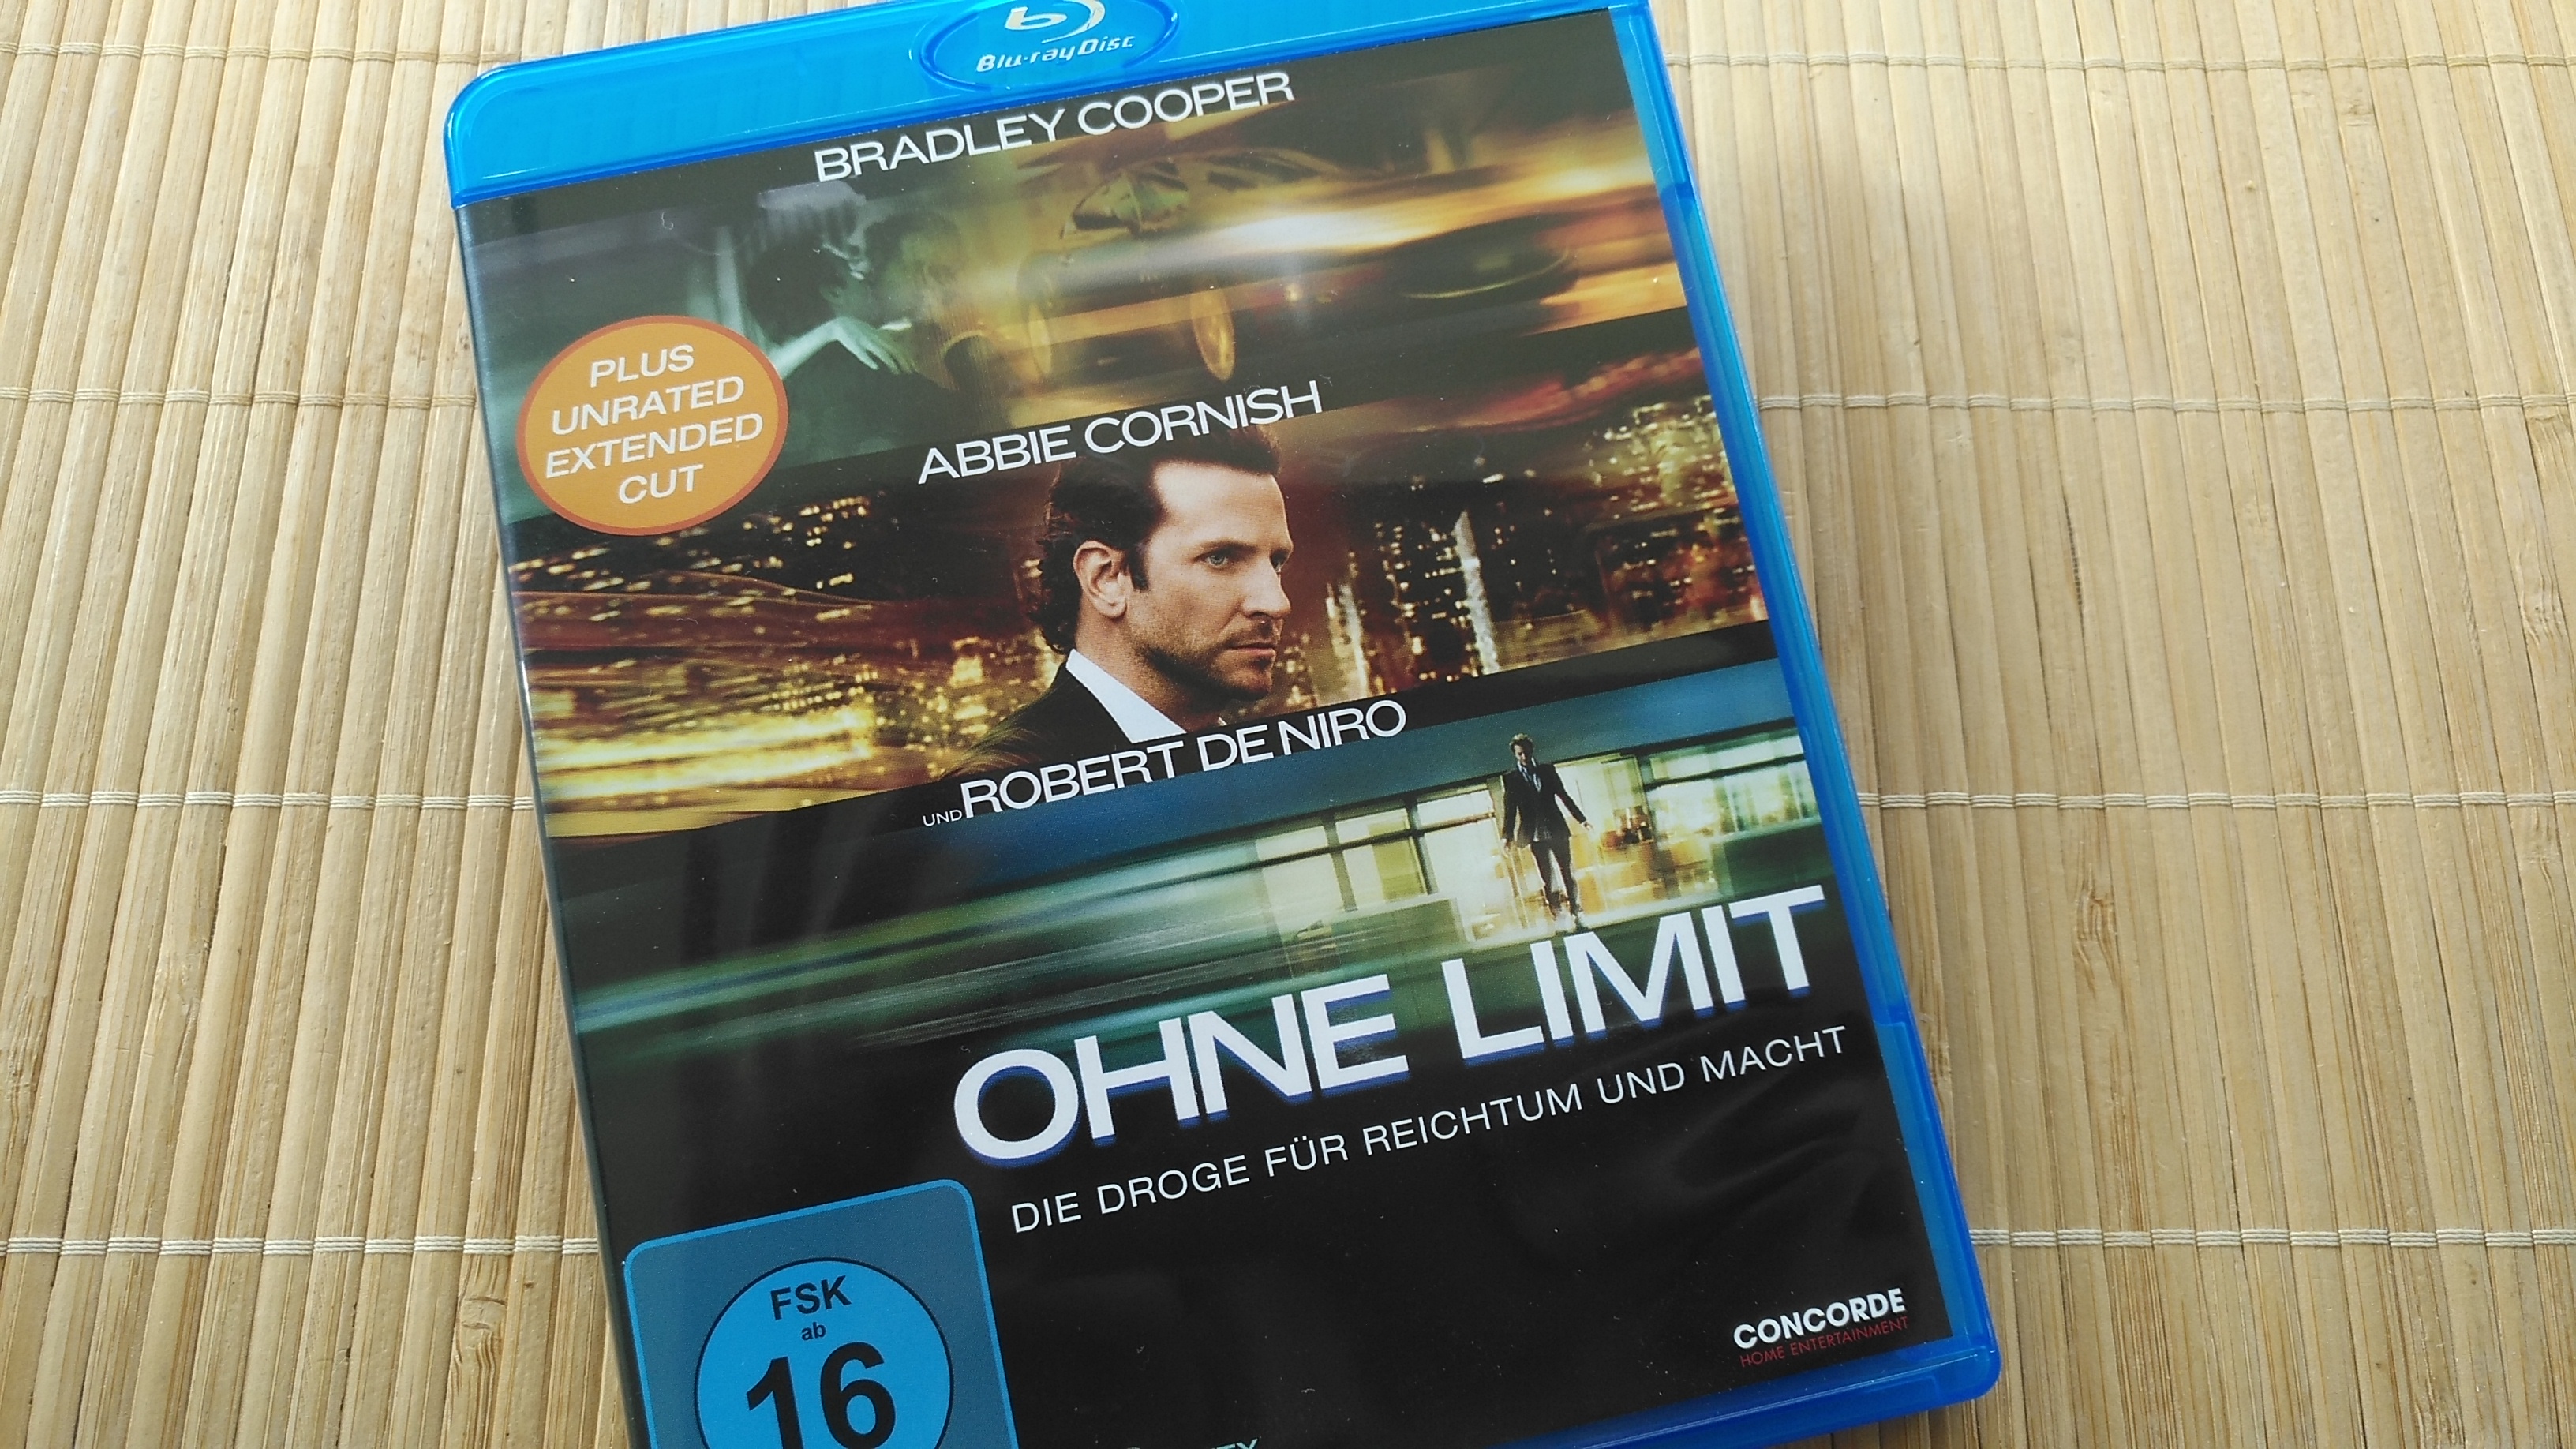 Blu-ray Disc
BRADLEY COOPER
PLUS
UNRATED
EXTENDED
CUT
ABBIE CORNISH
UND ROBERT DE NIRO
OHNE LIMIT
DIE DROGE FÜR REICHTUM UND MACHT
FSK
ab
16
CONCORDE
HOME ENTERTAINMENT